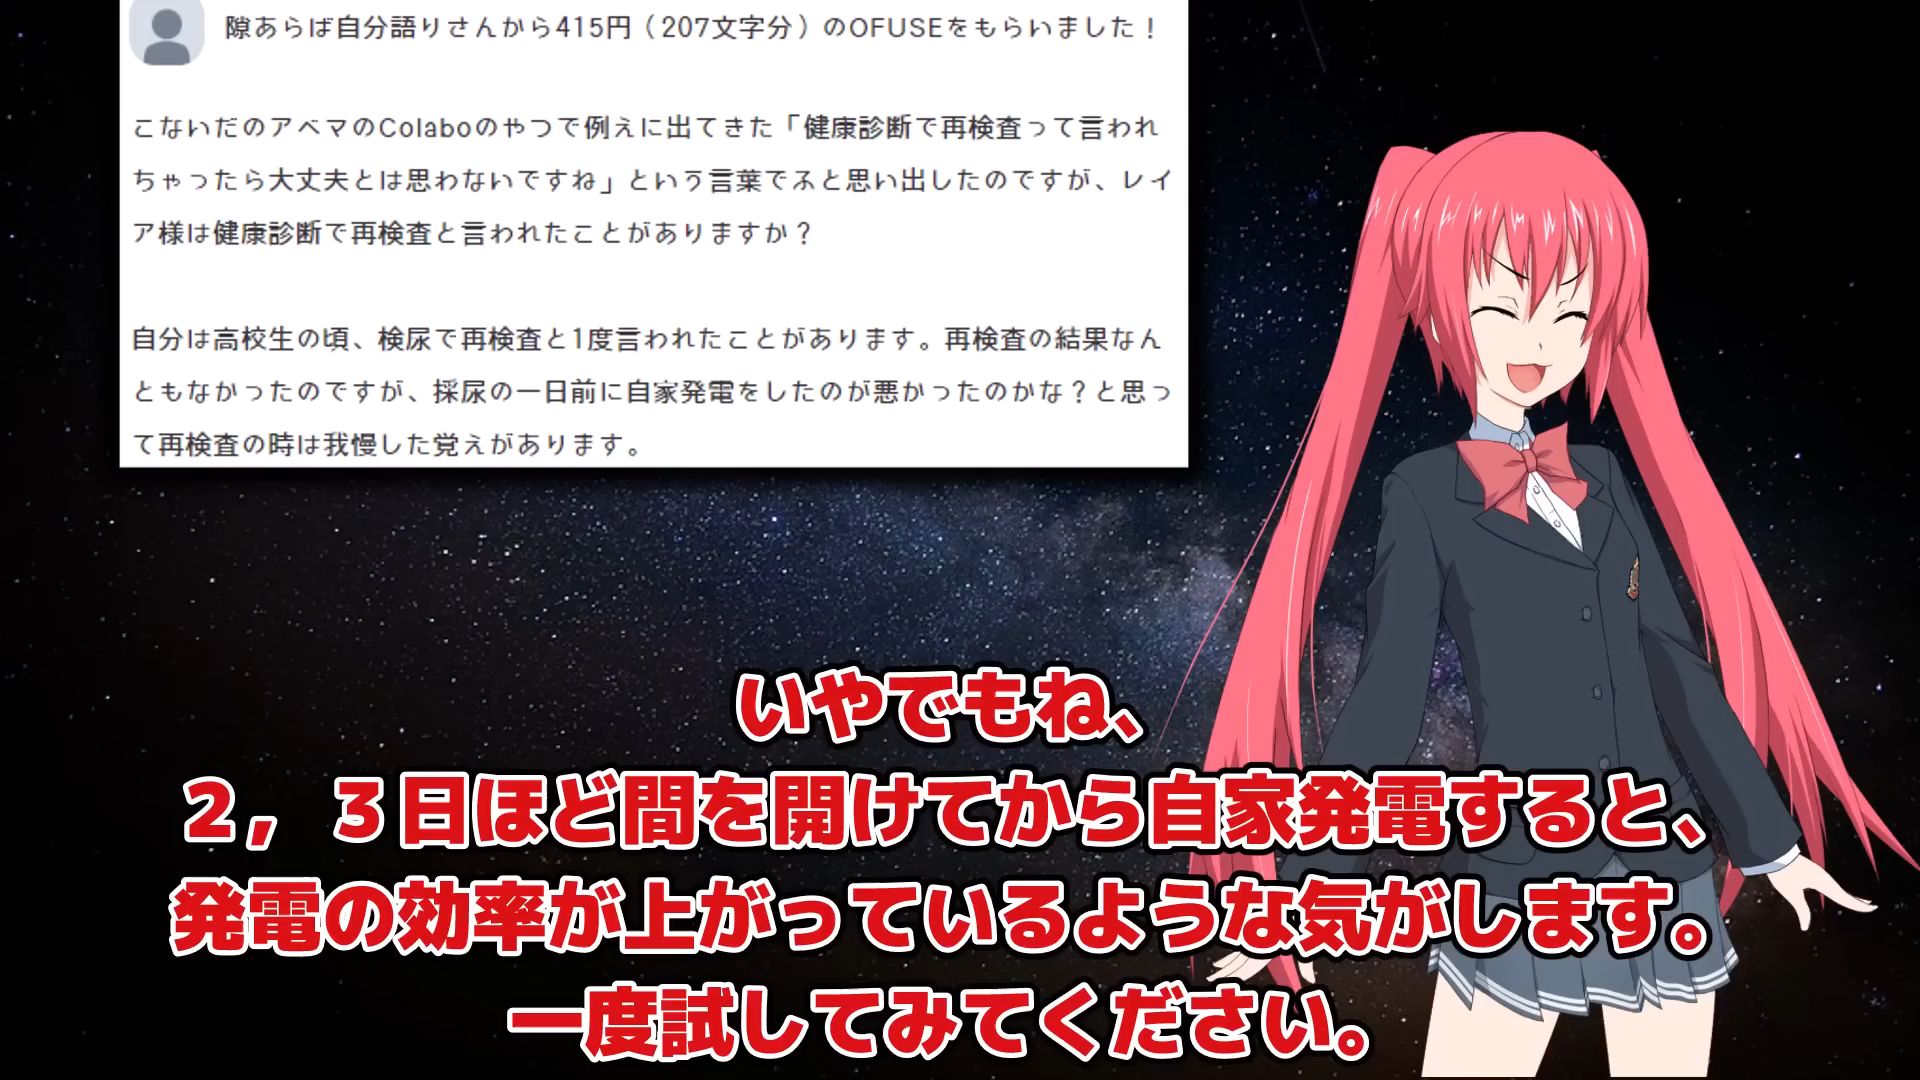 隙あらば自分語りさんから415円（207文字分）のOFUSEをもらいました！
こないだのアベマのColaboのやつで例えに出てきた「健康診断で再検査って言われ
ちゃったら大丈夫とは思わないですね」という言葉でふと思い出したのですが、レイ
ア様は健康診断で再検査と言われたことがありますか？
自分は高校生の頃、検尿で再検査と1度言われたことがあります。再検査の結果なん
ともなかったのですが、採尿の一日前に自家発電をしたのが悪かったのかな？と思っ
て再検査の時は我慢した覚えがあります。
いやでもね、
２，３日ほど間を開けてから自家発電すると、
発電の効率が上がっているような気がします。
一度試してみてください。